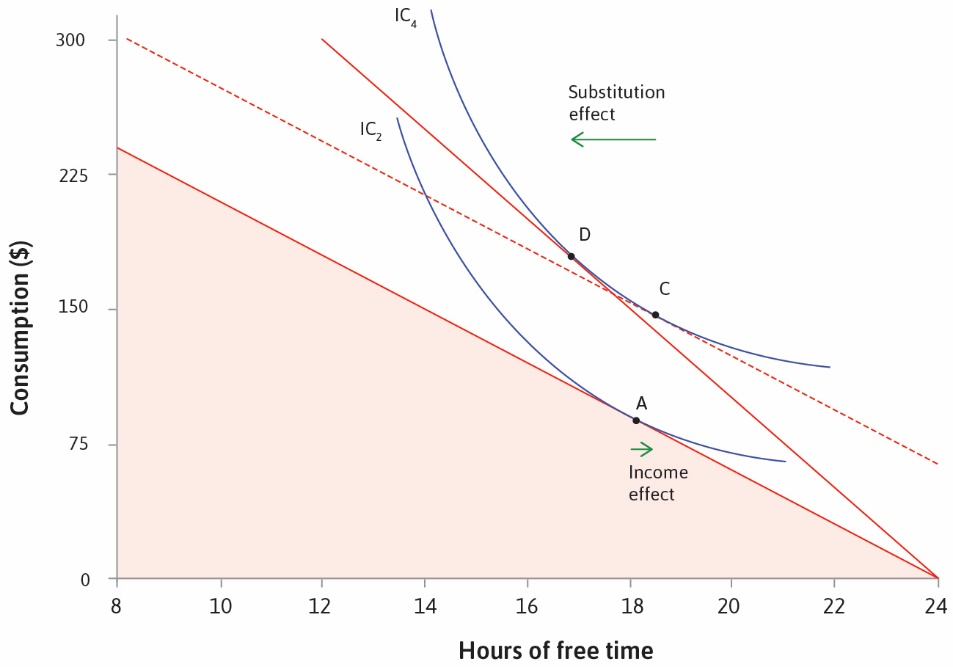 IC4
300
Substitution
effect
IC2
225
D
C
150
A
75
Income
effect
0
8 10 12 14 16 18 20 22 24
Consumption ($)
Hours of free time